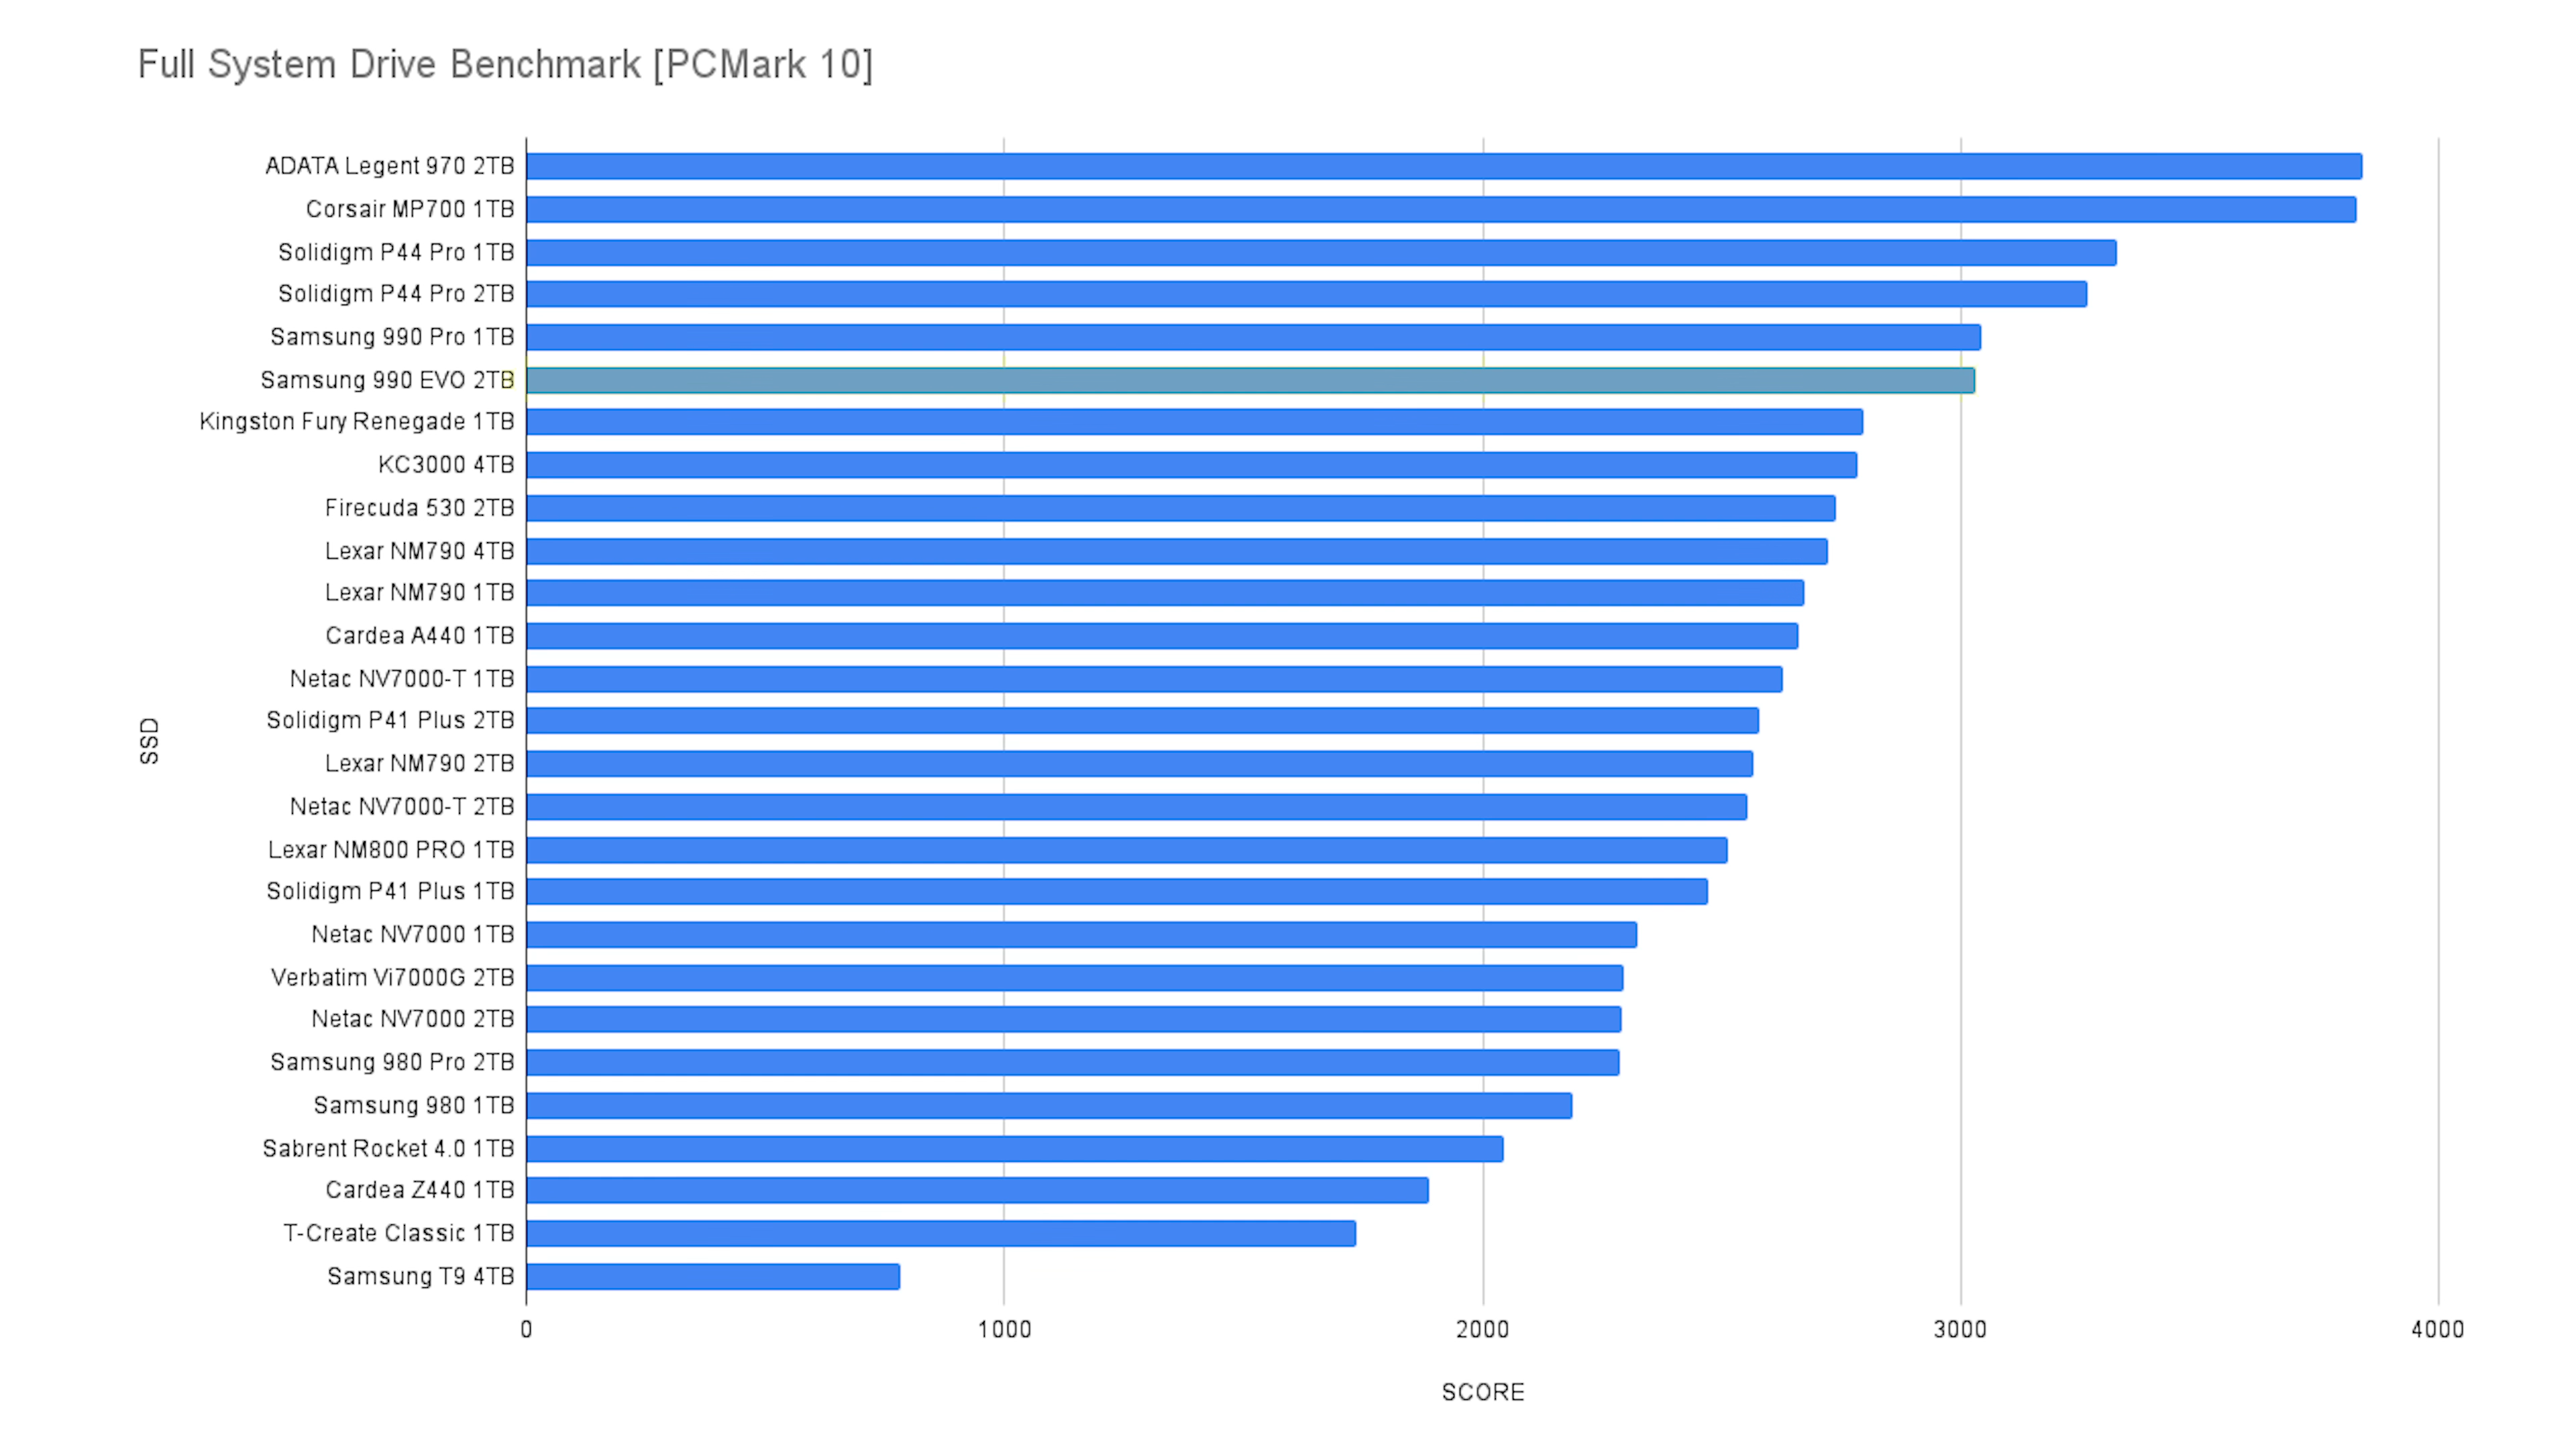 Full System Drive Benchmark [PCMark 10]
ADATA Legent 970 2TB
Corsair MP700 1TB
Solidigm P44 Pro 1TB
Solidigm P44 Pro 2TB
Samsung 990 Pro 1TB
Samsung 990 EVO 2TB
Kingston Fury Renegade 1TB
KC3000 4TB
Firecuda 530 2TB
Lexar NM790 4TB
Lexar NM790 1TB
Cardea A440 1TB
Netac NV7000-T 1TB
Solidigm P41 Plus 2TB
Lexar NM790 2TB
Netac NV7000-T 2TB
Lexar NM800 PRO 1TB
Solidigm P41 Plus 1TB
Netac NV7000 1TB
Verbatim Vi7000G 2TB
Netac NV7000 2TB
Samsung 980 Pro 2TB
Samsung 980 1TB
Sabrent Rocket 4.0 1TB
Cardea Z440 1TB
T-Create Classic 1TB
Samsung T9 4TB
SSD
0 1000 2000 3000 4000
SCORE